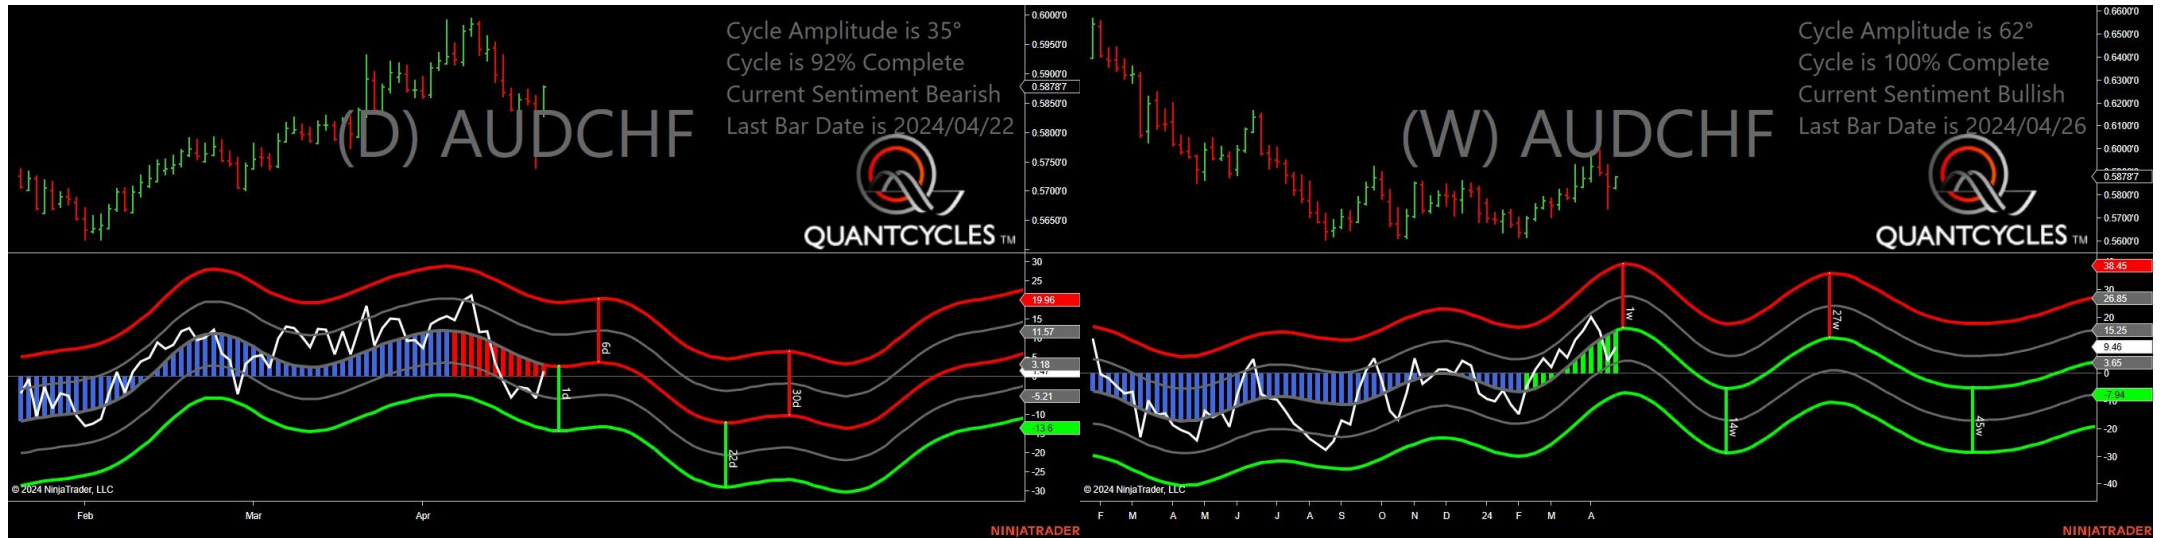 Cycle Amplitude is 35°
Cycle is 92% Complete
Current Sentiment Bearish
Last Bar Date is 2024/04/22
(D) AUDCHF
QUANTCYCLES TM
0.6000'0
0.5950'0
0.5900'0
0.5878'7
0.5850'0
0.5800'0
0.5750'0
0.5700'0
0.5650'0
30
25
19.96
15
11.57
3.18
-5.21
-10
-13.6
-20
-25
-30
6d
1d
30d
22d
© 2024 NinjaTrader, LLC
Feb Mar Apr
NINJATRADER
Cycle Amplitude is 62°
Cycle is 100% Complete
Current Sentiment Bullish
Last Bar Date is 2024/04/26
(W) AUDCHF
QUANTCYCLES TM
0.6600'0
0.6500'0
0.6400'0
0.6300'0
0.6200'0
0.6100'0
0.6000'0
0.5878'7
0.5800'0
0.5700'0
0.5600'0
38.45
30
26.85
20
15.25
9.46
3.65
0
-7.94
-20
-30
-40
1w
27w
14w
45w
© 2024 NinjaTrader, LLC
F M A M J J A S O N D 24 F M A
NINJATRADER